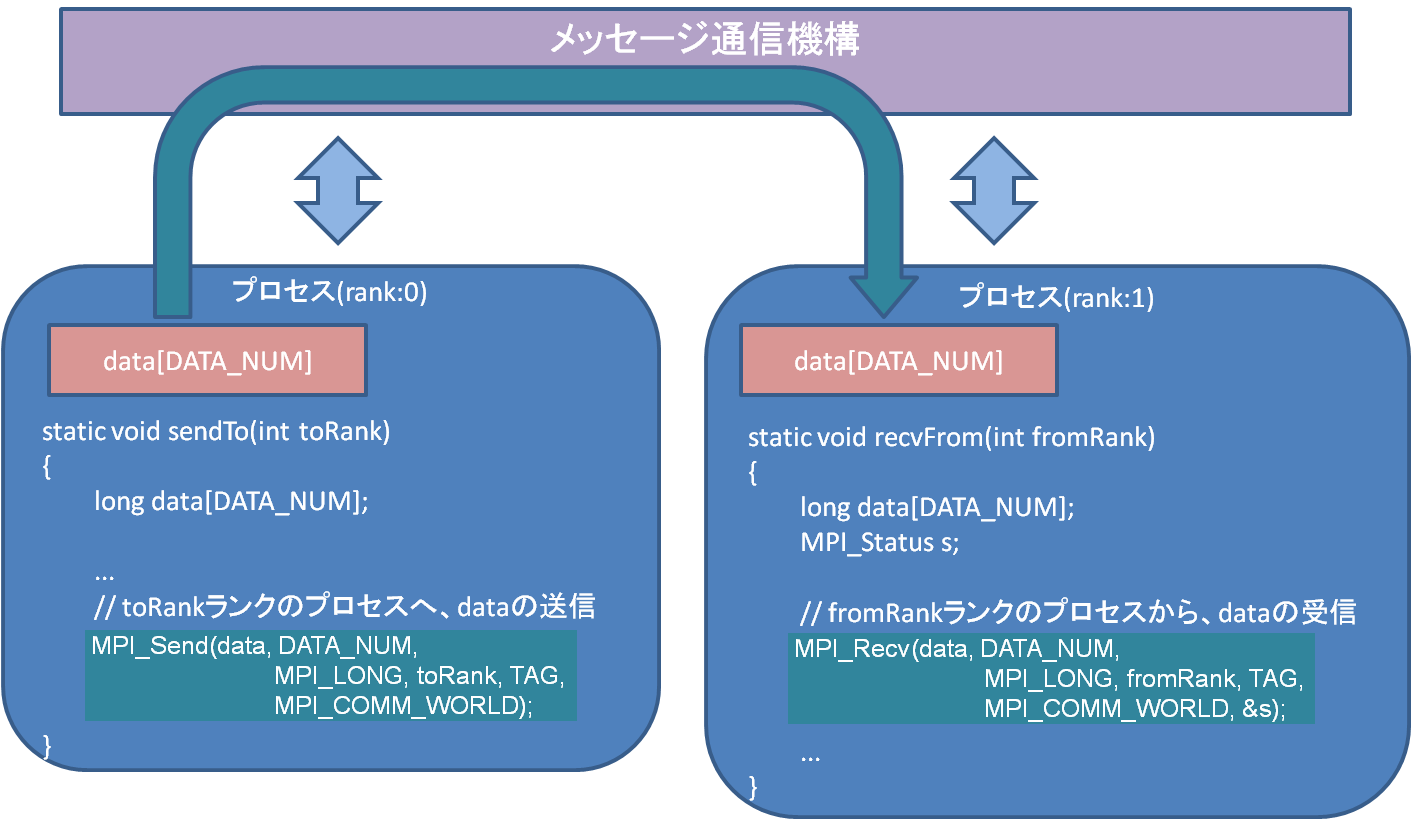 メッセージ通信機構
プロセス(rank:0)
data[DATA_NUM]
static void sendTo(int toRank)
{
long data[DATA_NUM];
...
// toRankランクのプロセスへ、dataの送信
MPI_Send(data, DATA_NUM,
MPI_LONG, toRank, TAG,
MPI_COMM_WORLD);
}
プロセス(rank:1)
data[DATA_NUM]
static void recvFrom(int fromRank)
{
long data[DATA_NUM];
MPI_Status s;
// fromRankランクのプロセスから、dataの受信
MPI_Recv(data, DATA_NUM,
MPI_LONG, fromRank, TAG,
MPI_COMM_WORLD, &s);
...
}